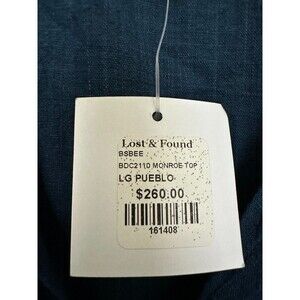 Lost & Found
BSBEE
BDC2110 MONROE TOP
LG PUEBLO
$260.00
161408